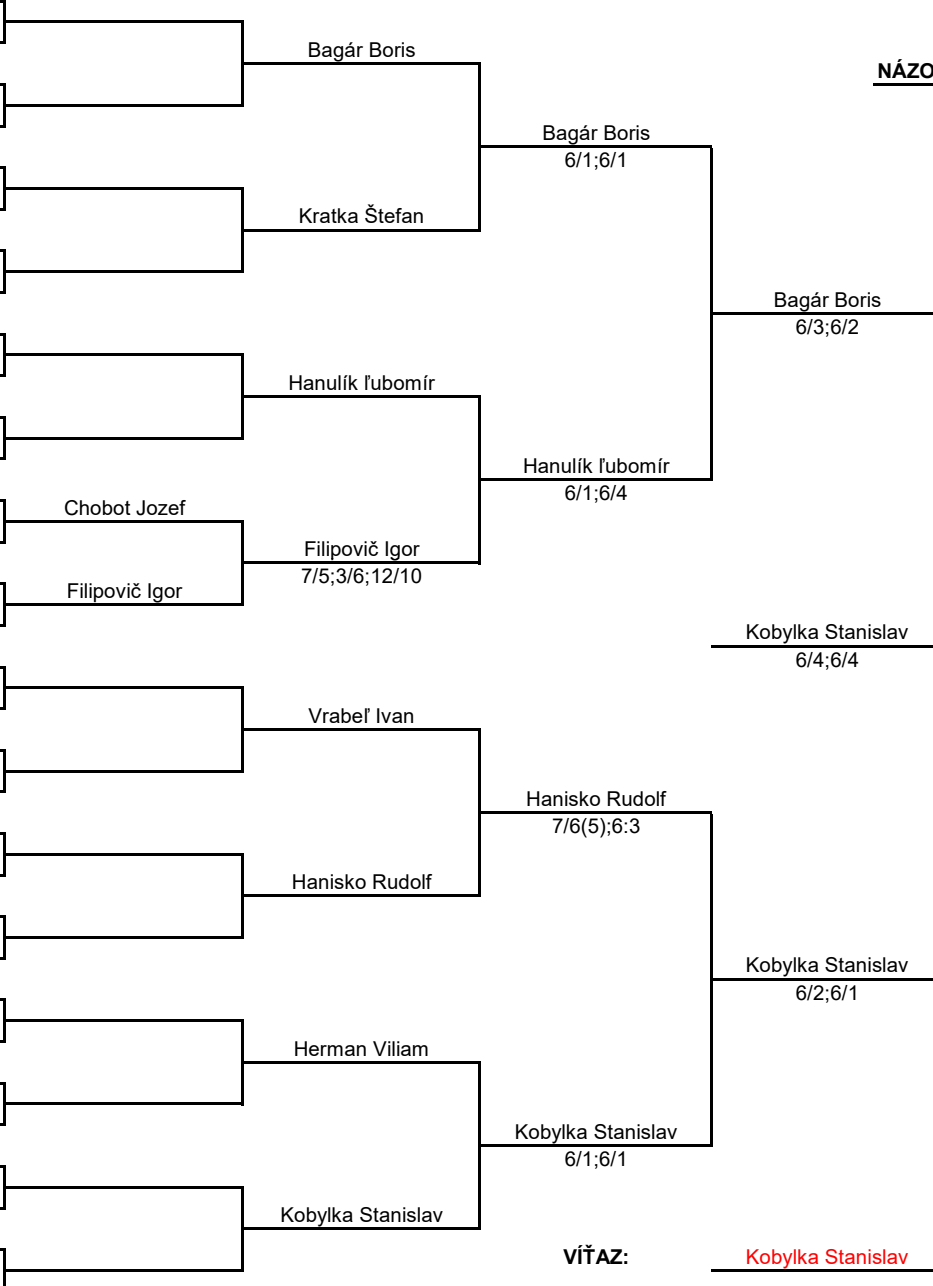 Bagár Boris
NÁZO
Bagár Boris
6/1;6/1
Kratka Štefan
Bagár Boris
6/3;6/2
Hanulík ľubomír
Hanulík ľubomír
6/1;6/4
Chobot Jozef
Filipovič Igor
7/5;3/6;12/10
Filipovič Igor
Kobylka Stanislav
6/4;6/4
Vrabeľ Ivan
Hanisko Rudolf
7/6(5);6:3
Hanisko Rudolf
Kobylka Stanislav
6/2;6/1
Herman Viliam
Kobylka Stanislav
6/1;6/1
Kobylka Stanislav
VÍŤAZ: Kobylka Stanislav